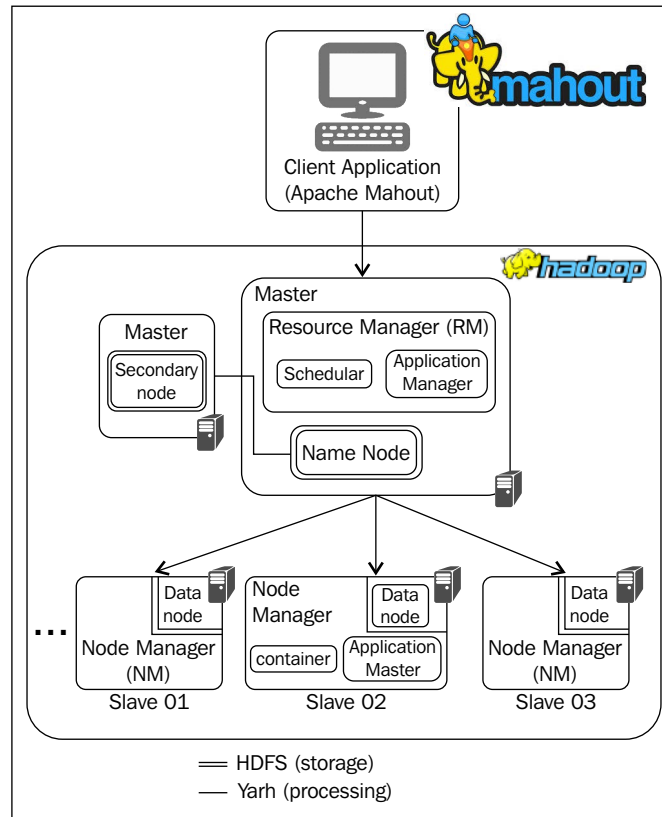 mahout
Client Application
(Apache Mahout)
hadoop
Master
Resource Manager (RM)
Schedular
Application
Manager
Name Node
Master
Secondary
node
Data
node
Node Manager
(NM)
Slave 01
Node
Manager
Data
node
container
Application
Master
Slave 02
Data
node
Node Manager
(NM)
Slave 03
...
HDFS (storage)
Yarh (processing)